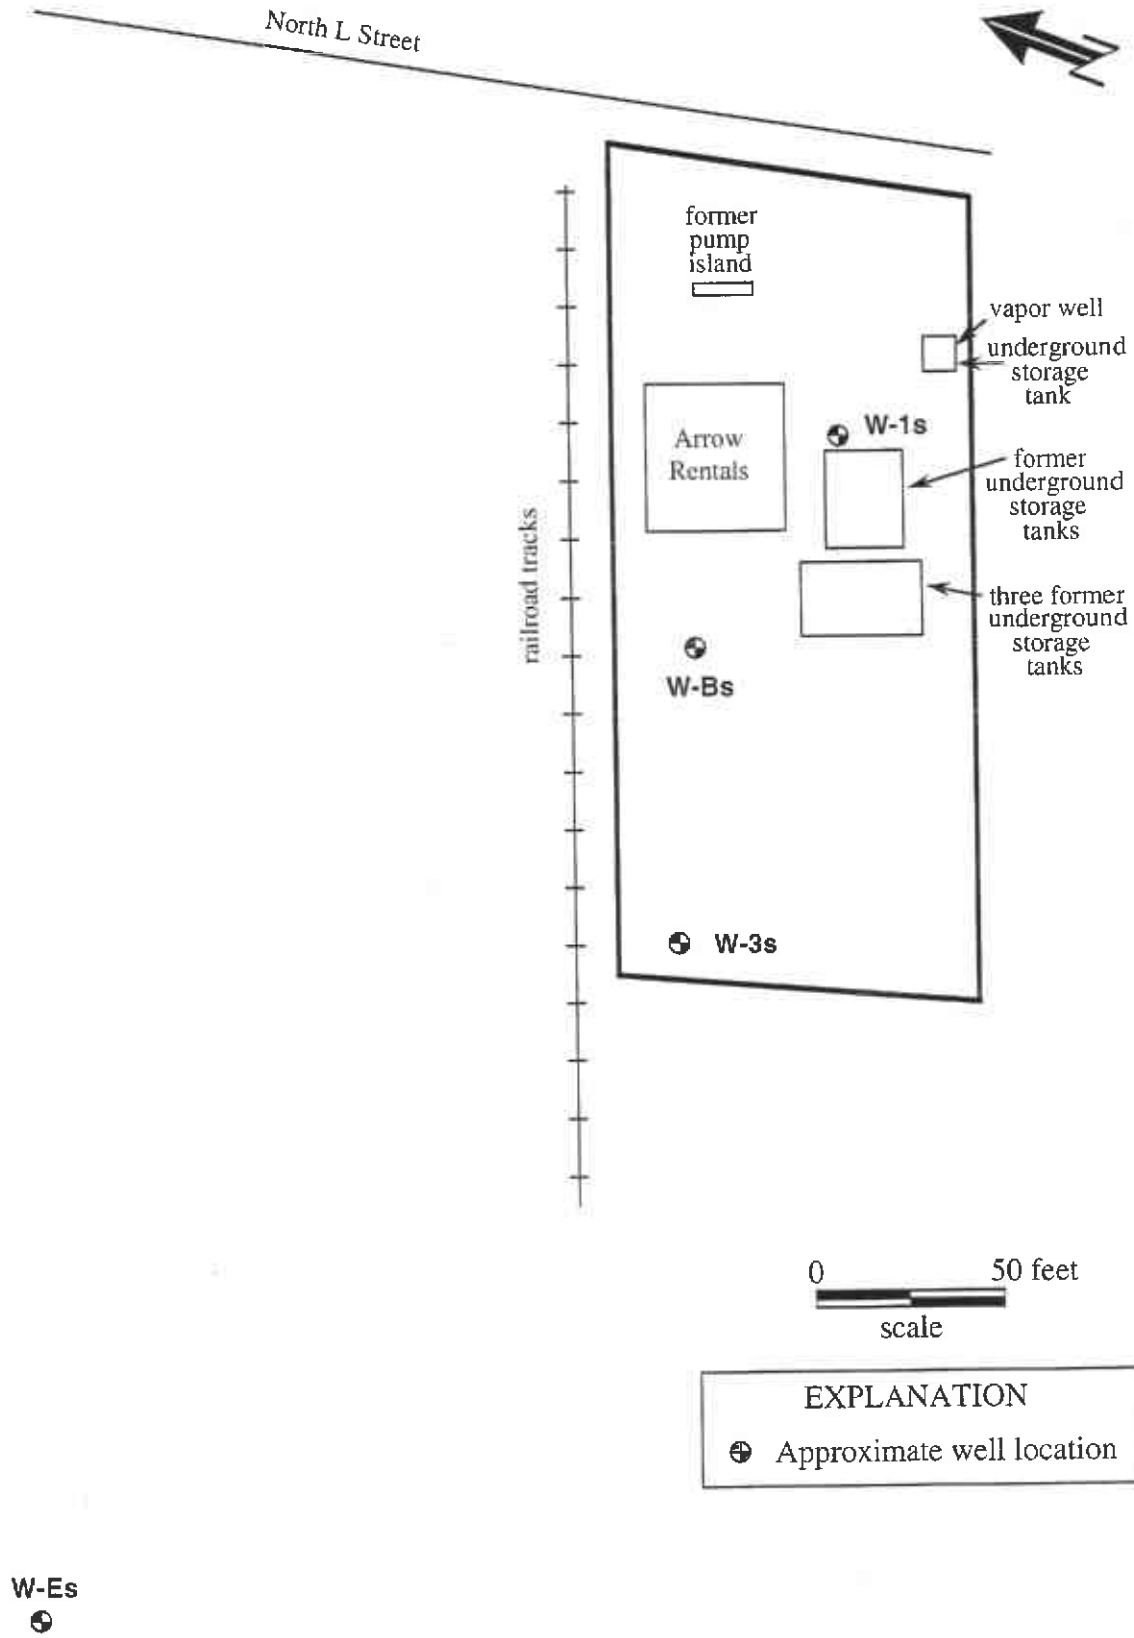 North L Street
N
former
pump
island
vapor well
underground
storage
tank
W-1s
Arrow
Rentals
former
underground
storage
tanks
railroad tracks
three former
underground
storage
tanks
W-Bs
W-3s
0 50 feet
scale
EXPLANATION
Approximate well location
W-Es